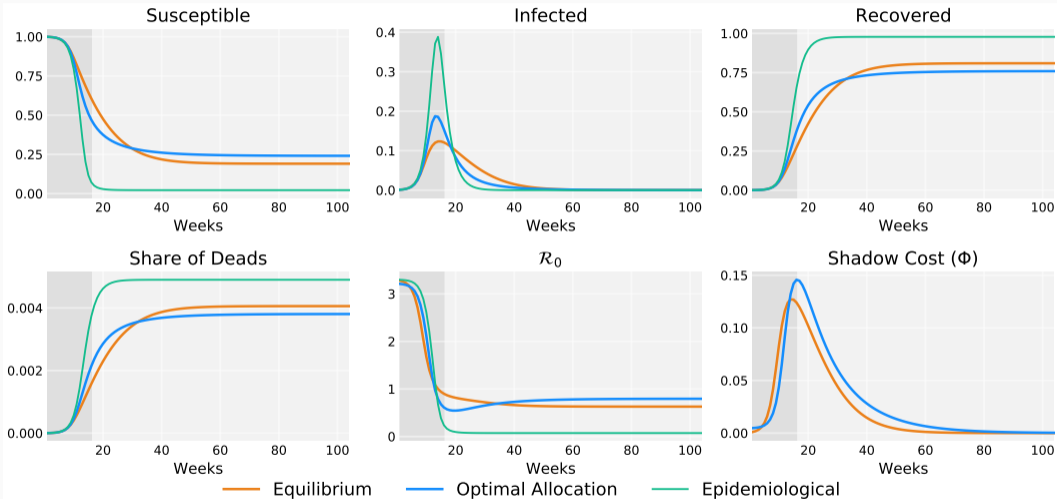 Susceptible
Infected
Recovered
1.00
0.75
0.50
0.25
0.00
20 40 60 80 100
Weeks
0.4
0.3
0.2
0.1
0.0
20 40 60 80 100
Weeks
1.00
0.75
0.50
0.25
0.00
20 40 60 80 100
Weeks
Share of Deads
R₀
Shadow Cost (Φ)
0.004
0.002
0.000
20 40 60 80 100
Weeks
3
2
1
0
20 40 60 80 100
Weeks
0.15
0.10
0.05
0.00
20 40 60 80 100
Weeks
Equilibrium Optimal Allocation Epidemiological